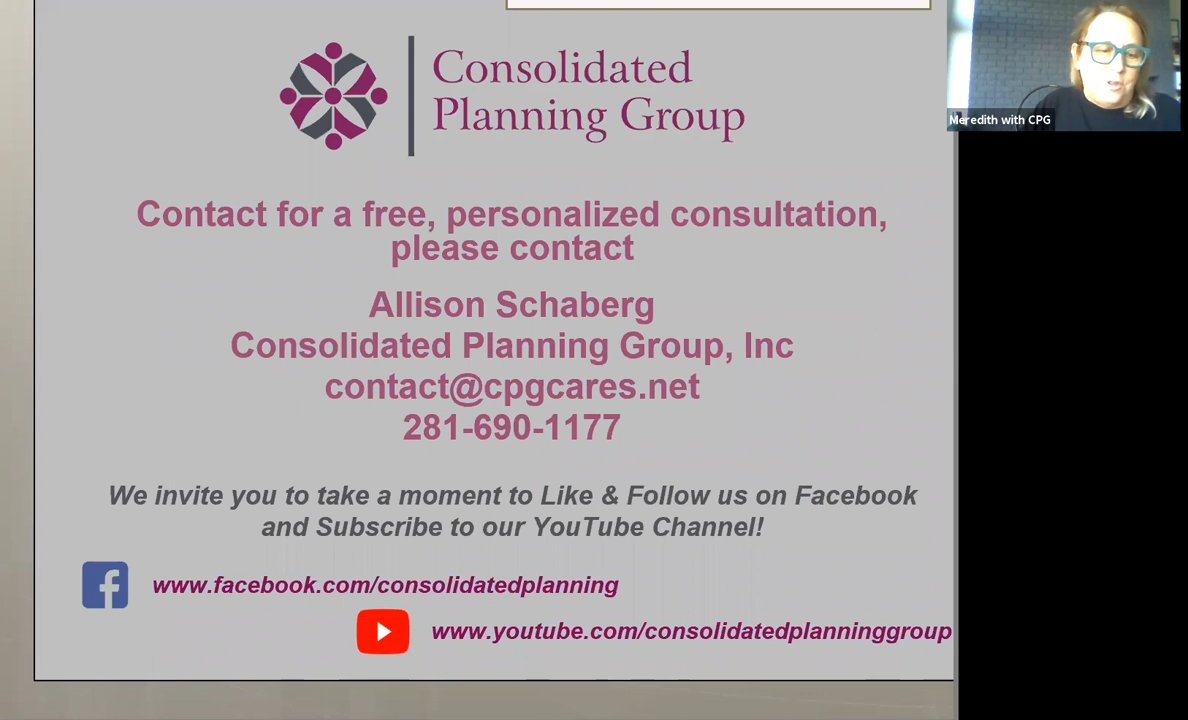 Consolidated
Planning Group
Meredith with CPG
Contact for a free, personalized consultation,
please contact
Allison Schaberg
Consolidated Planning Group, Inc
contact@cpgcares.net
281-690-1177
We invite you to take a moment to Like & Follow us on Facebook
and Subscribe to our YouTube Channel!
www.facebook.com/consolidatedplanning
www.youtube.com/consolidatedplanninggroup